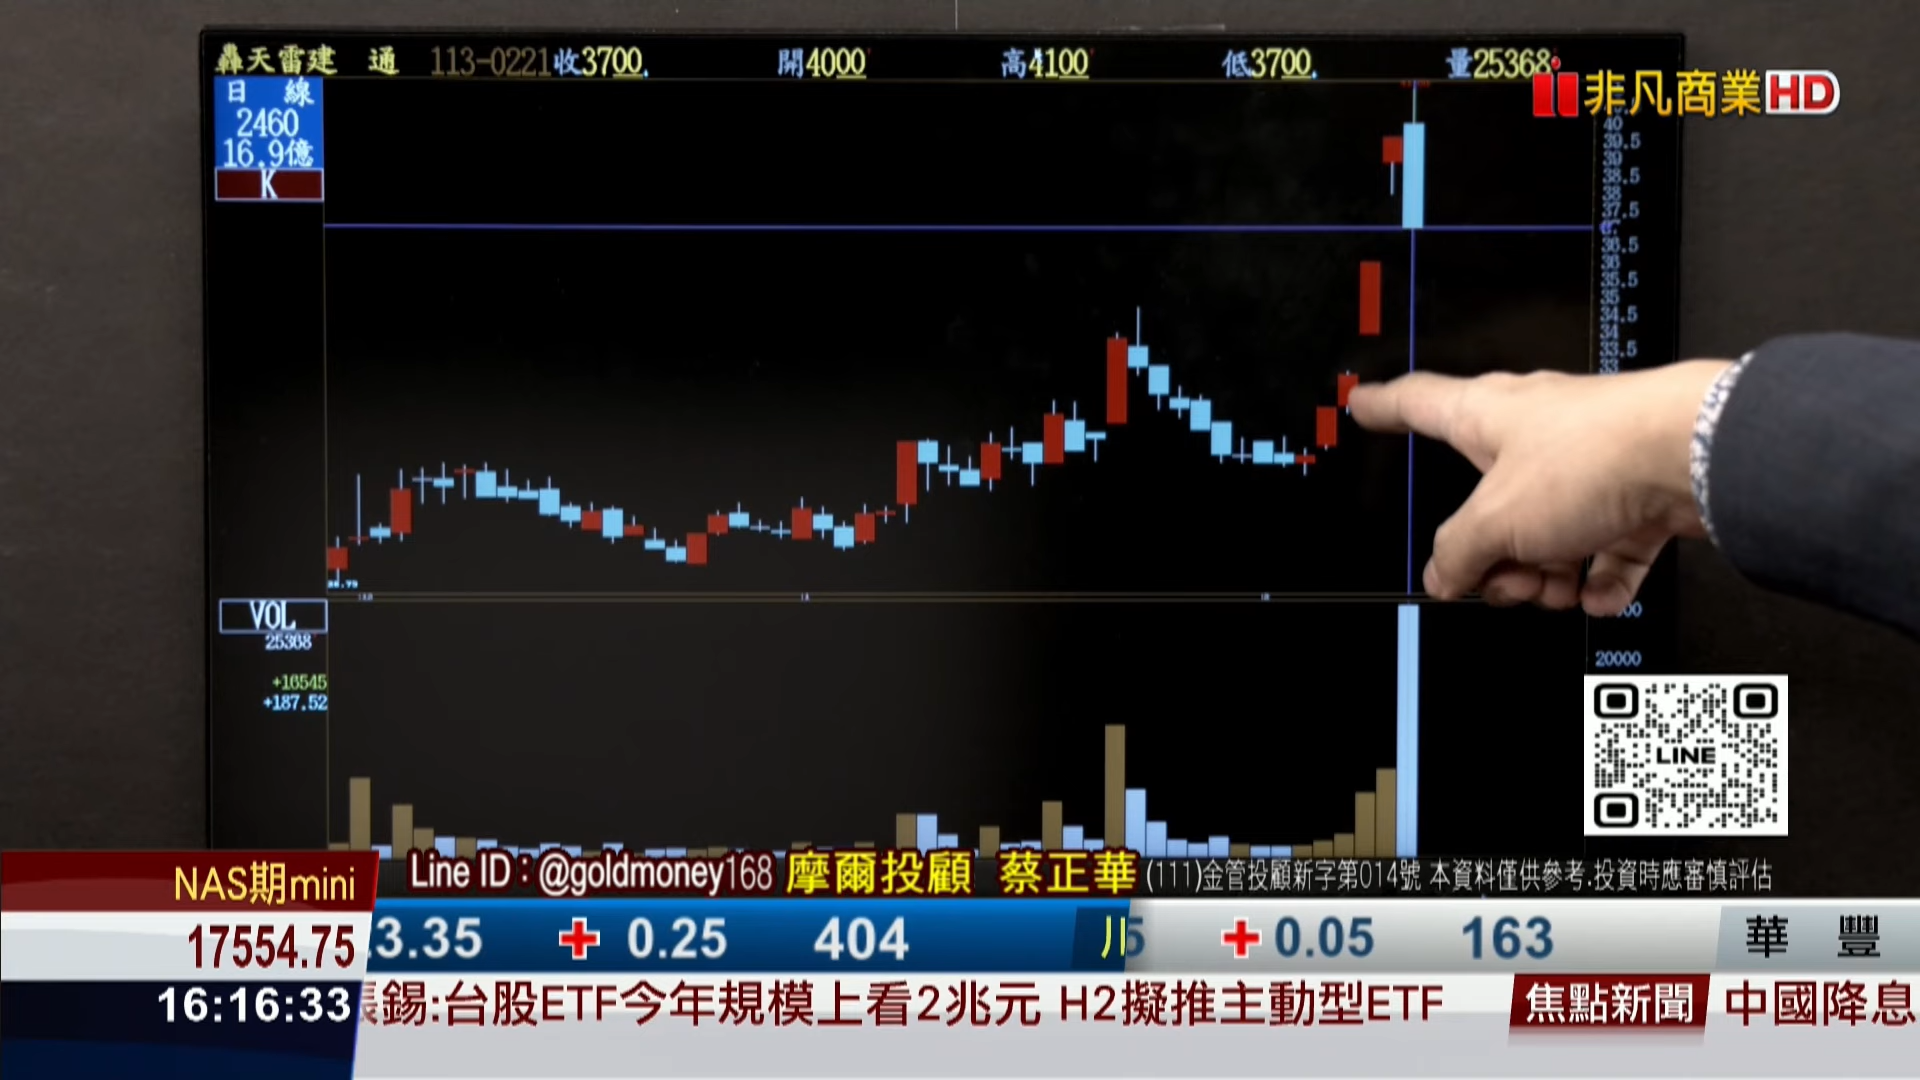 轟天雷建 通 113-0221收3700 開4000 高4100 低3700 量25368
非凡商業HD
日 線
2460
16.9億
K
40
39.5
39
38.5
38
37.5
36.5
36
35.5
35
34.5
34
33.5
33
VOL
25368
+16545
+187.52
20000
LINE
NAS期mini
17554.75
16:16:33
Line ID:@goldmoney168 摩爾投顧 蔡正華 (111)金管投顧新字第014號 本資料僅供參考.投資時應審慎評估
3.35 0.25 404 0.05 163 華 豐
錫:台股ETF今年規模上看2兆元 H2擬推主動型ETF 焦點新聞 中國降息